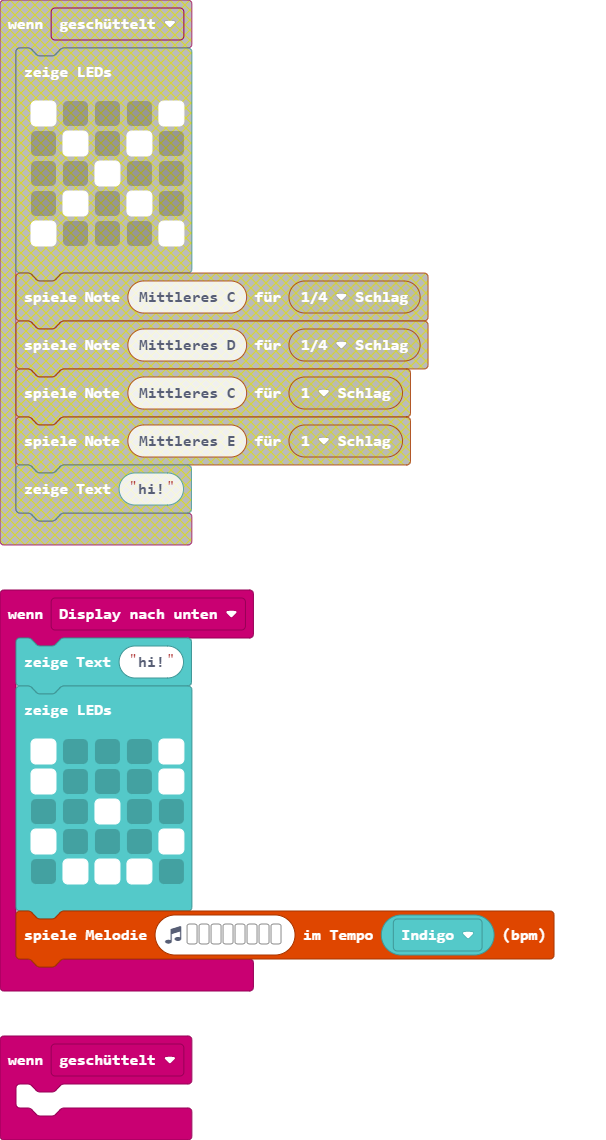 wenn geschüttelt
zeige LEDs
spiele Note Mittleres C für 1/4 Schlag
spiele Note Mittleres D für 1/4 Schlag
spiele Note Mittleres C für 1 Schlag
spiele Note Mittleres E für 1 Schlag
zeige Text "hi!"
wenn Display nach unten
zeige Text "hi!"
zeige LEDs
spiele Melodie im Tempo Indigo (bpm)
wenn geschüttelt